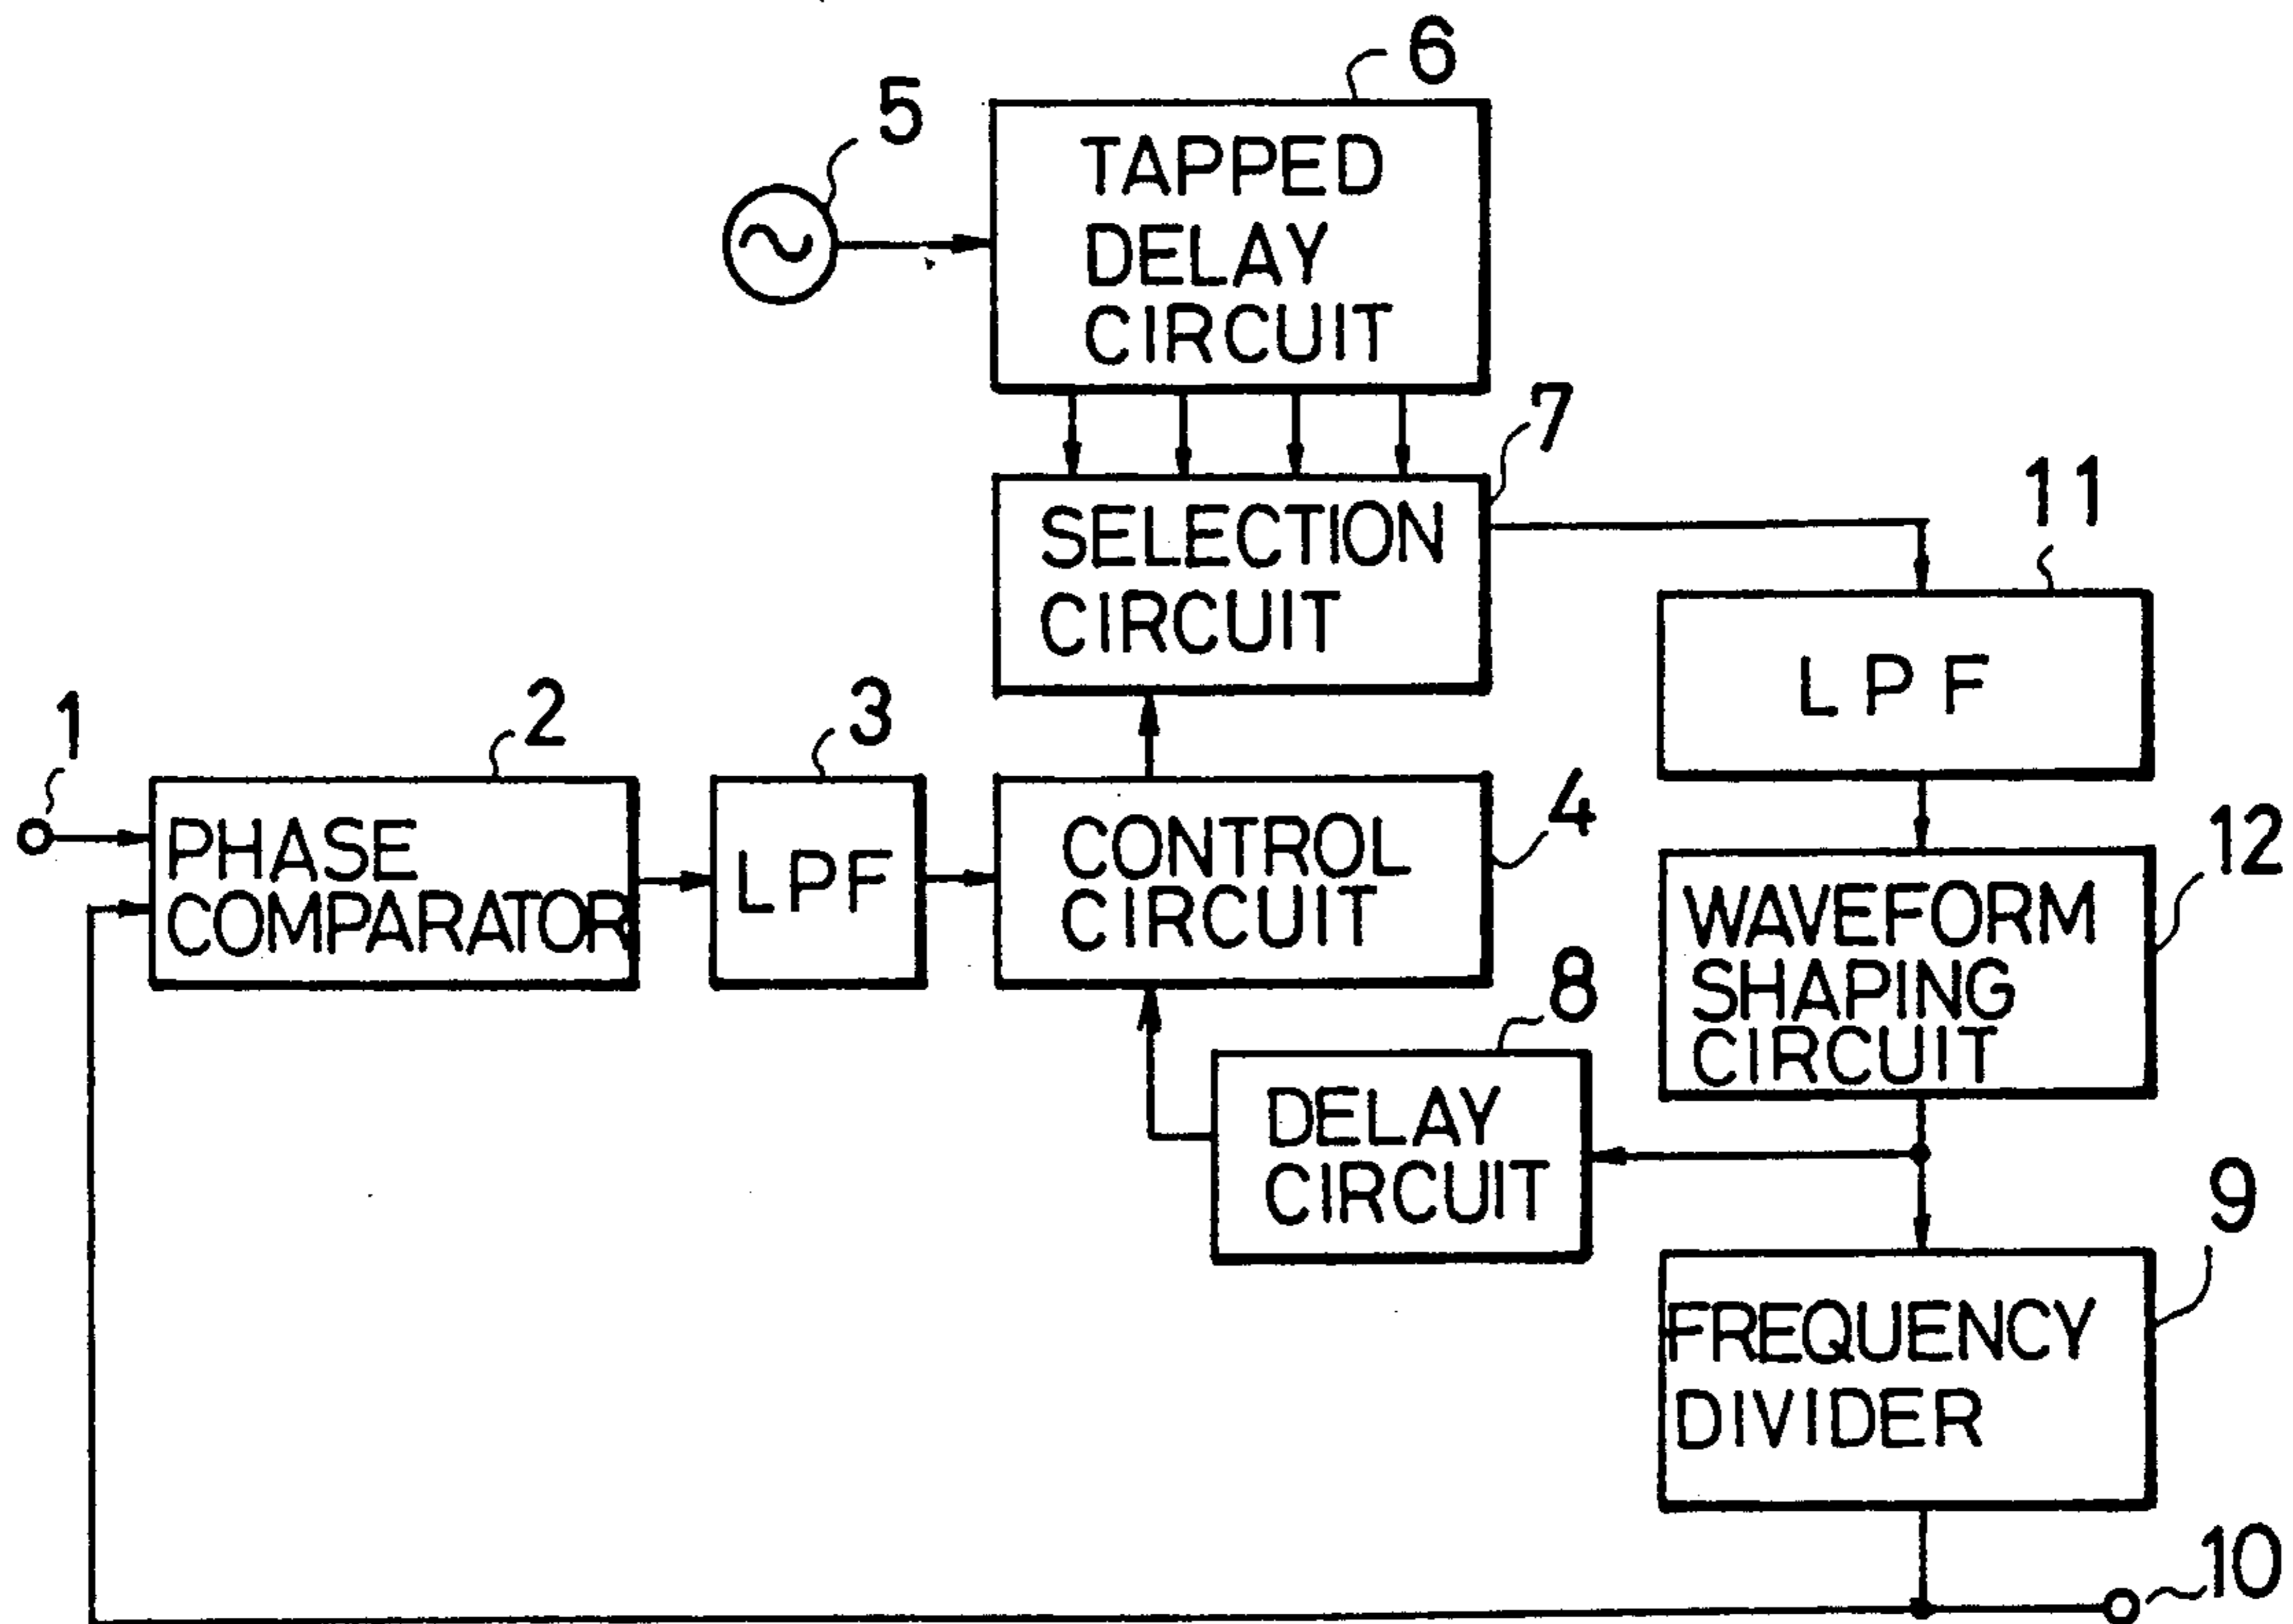 6
5
TAPPED
DELAY
CIRCUIT
7
11
SELECTION
CIRCUIT
L P F
1
2
3
4
12
PHASE
COMPARATOR
LPF
CONTROL
CIRCUIT
WAVEFORM
SHAPING
CIRCUIT
8
DELAY
CIRCUIT
9
FREQUENCY
DIVIDER
10